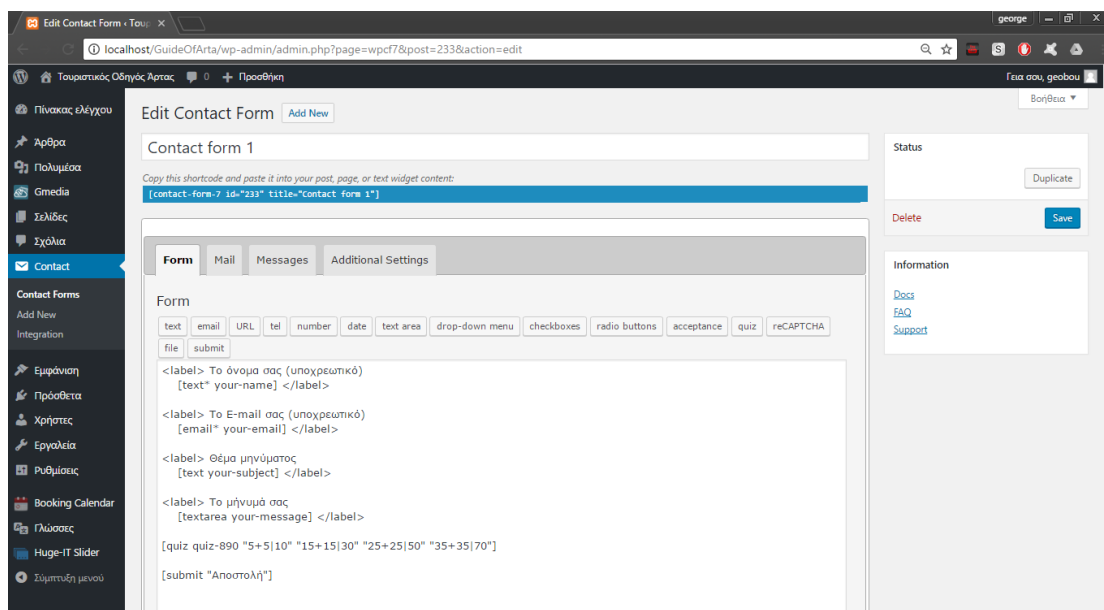 Edit Contact Form ‹ Τουρ
george
localhost/GuideOfArta/wp-admin/admin.php?page=wpcf7&post=233&action=edit
Τουριστικός Οδηγός Άρτας 0 Προσθήκη
Γεια σου, geobou
Βοήθεια
Πίνακας ελέγχου
Άρθρα
Πολυμέσα
Gmedia
Σελίδες
Σχόλια
Contact
Contact Forms
Add New
Integration
Εμφάνιση
Πρόσθετα
Χρήστες
Εργαλεία
Ρυθμίσεις
Booking Calendar
Γλώσσες
Huge-IT Slider
Σύμπτυξη μενού
Edit Contact Form Add New
Contact form 1
Copy this shortcode and paste it into your post, page, or text widget content:
[contact-form-7 id="233" title="Contact form 1"]
Form Mail Messages Additional Settings
Form
text email URL tel number date text area drop-down menu checkboxes radio buttons acceptance quiz reCAPTCHA
file submit
<label> Το όνομα σας (υποχρεωτικό)
[text* your-name] </label>
<label> Το E-mail σας (υποχρεωτικό)
[email* your-email] </label>
<label> Θέμα μηνύματος
[text your-subject] </label>
<label> Το μήνυμά σας
[textarea your-message] </label>
[quiz quiz-890 "5+5|10" "15+15|30" "25+25|50" "35+35|70"]
[submit "Αποστολή"]
Status
Duplicate
Delete Save
Information
Docs
FAQ
Support